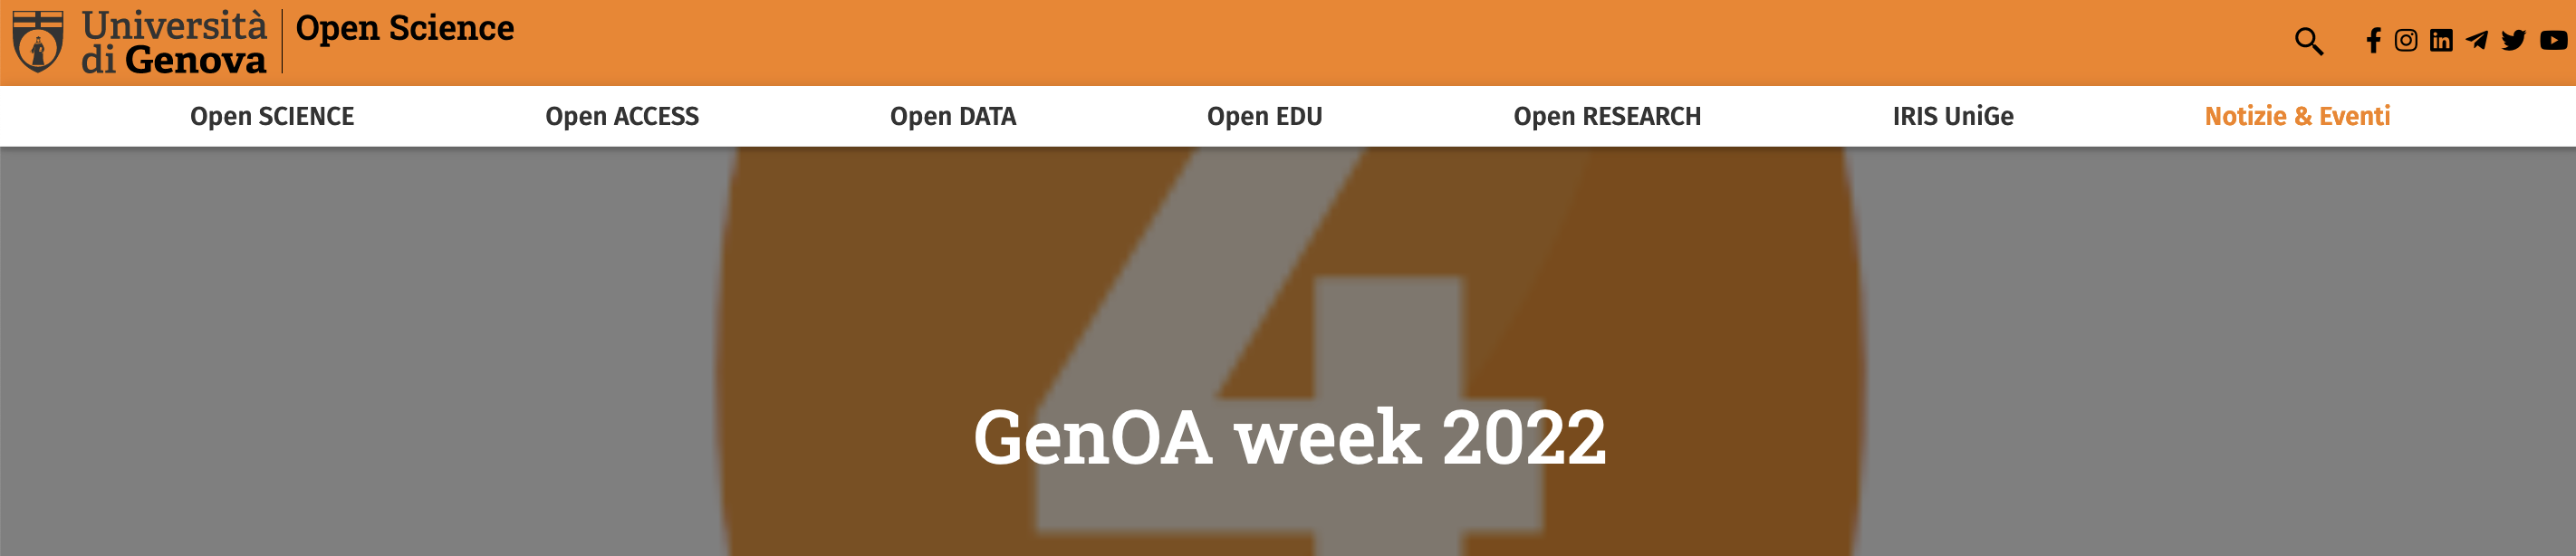 Università
di Genova
Open Science
Open SCIENCE
Open ACCESS
Open DATA
Open EDU
Open RESEARCH
IRIS UniGe
Notizie & Eventi
4
GenOA week 2022